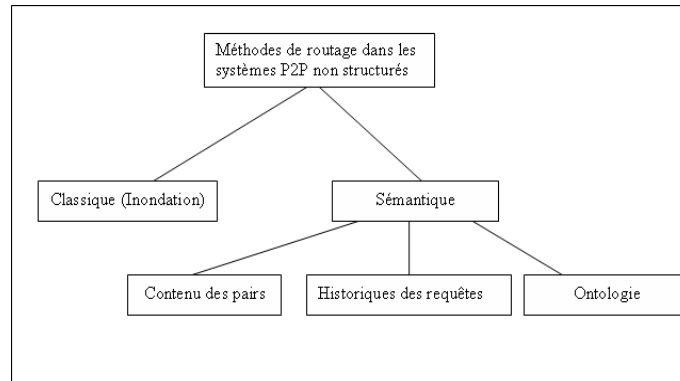 Méthodes de routage dans les
systèmes P2P non structurés
Classique (Inondation)
Sémantique
Contenu des pairs
Historiques des requêtes
Ontologie